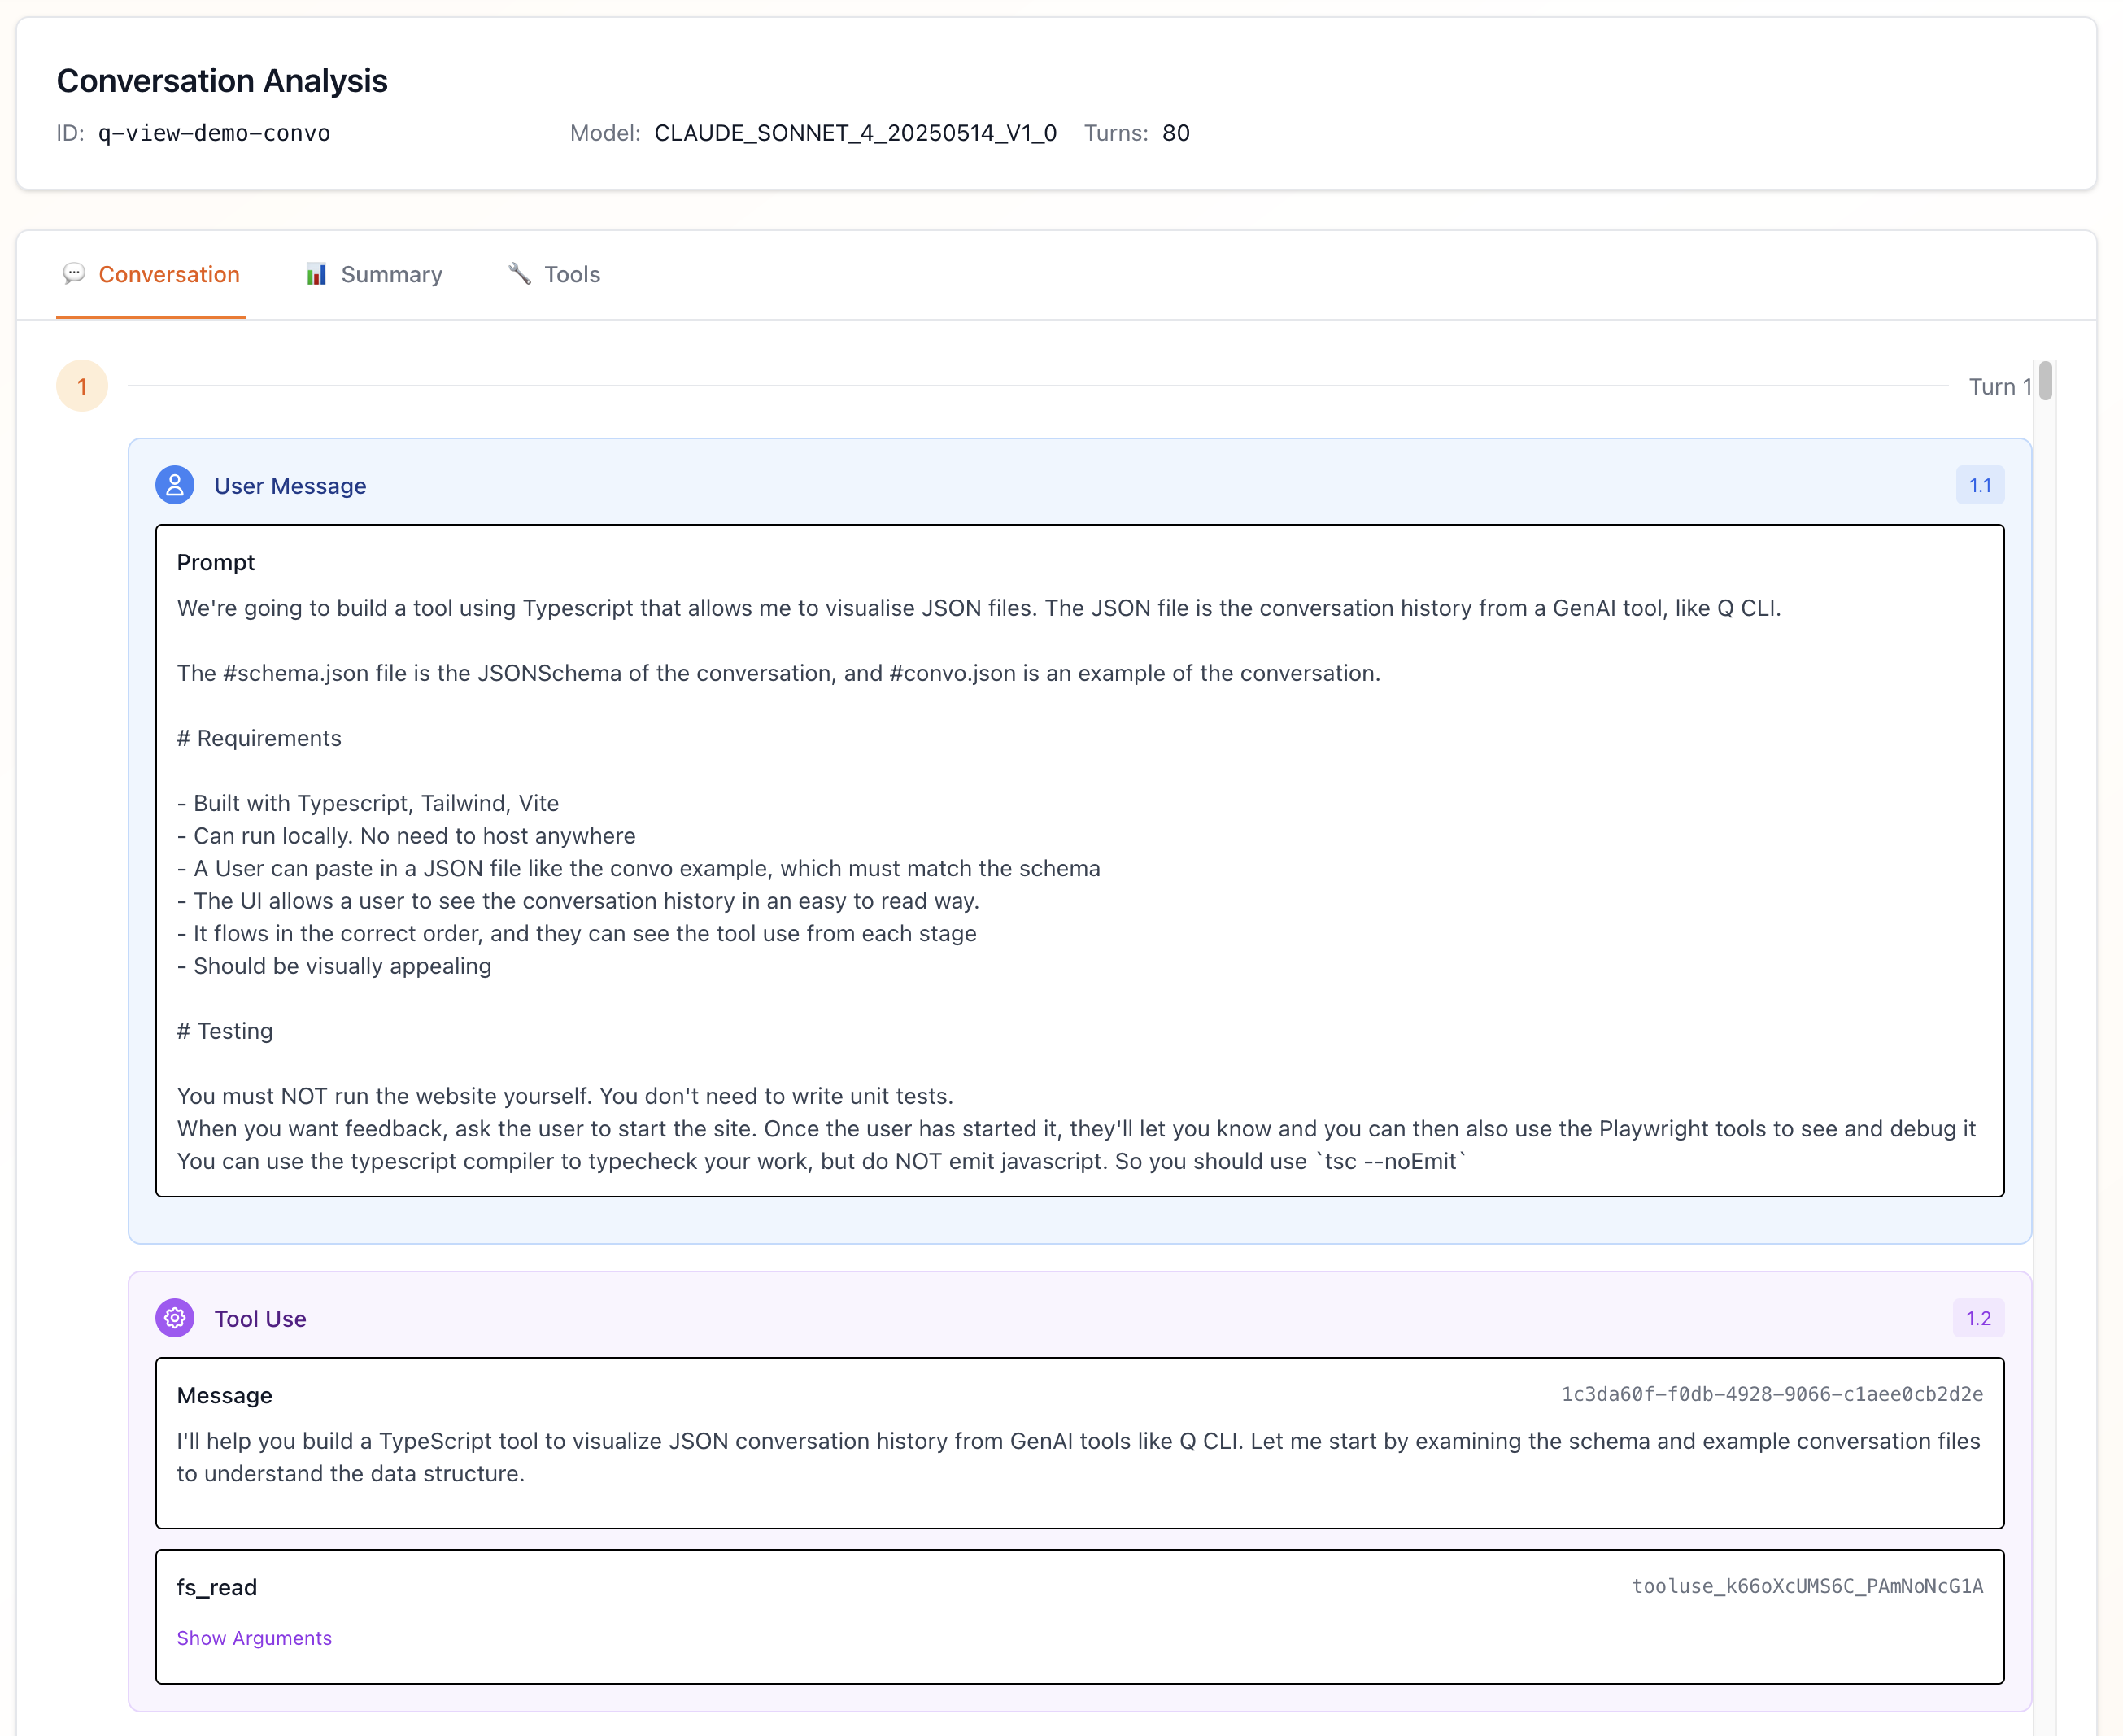 Conversation Analysis
ID: q-view-demo-convo Model: CLAUDE_SONNET_4_20250514_V1_0 Turns: 80
Conversation Summary Tools
1 Turn 1
User Message 1.1
Prompt
We're going to build a tool using Typescript that allows me to visualise JSON files. The JSON file is the conversation history from a GenAI tool, like Q CLI.
The #schema.json file is the JSONSchema of the conversation, and #convo.json is an example of the conversation.
# Requirements
- Built with Typescript, Tailwind, Vite
- Can run locally. No need to host anywhere
- A User can paste in a JSON file like the convo example, which must match the schema
- The UI allows a user to see the conversation history in an easy to read way.
- It flows in the correct order, and they can see the tool use from each stage
- Should be visually appealing
# Testing
You must NOT run the website yourself. You don't need to write unit tests.
When you want feedback, ask the user to start the site. Once the user has started it, they'll let you know and you can then also use the Playwright tools to see and debug it
You can use the typescript compiler to typecheck your work, but do NOT emit javascript. So you should use `tsc --noEmit`
Tool Use 1.2
Message 1c3da60f-f0db-4928-9066-c1aee0cb2d2e
I'll help you build a TypeScript tool to visualize JSON conversation history from GenAI tools like Q CLI. Let me start by examining the schema and example conversation files
to understand the data structure.
fs_read tooluse_k66oXcUMS6C_PAmNoNcG1A
Show Arguments